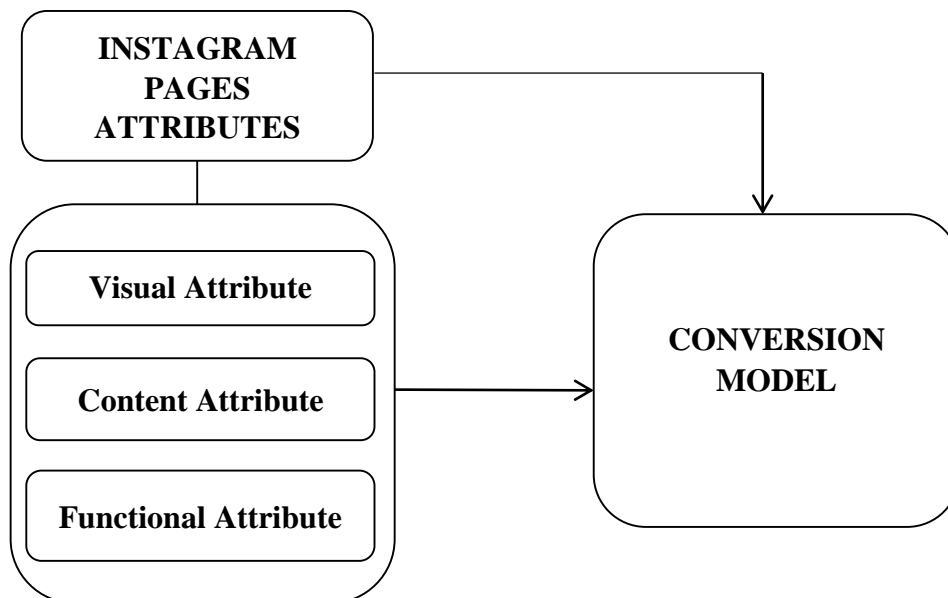 INSTAGRAM
PAGES
ATTRIBUTES
Visual Attribute
Content Attribute
Functional Attribute
CONVERSION
MODEL